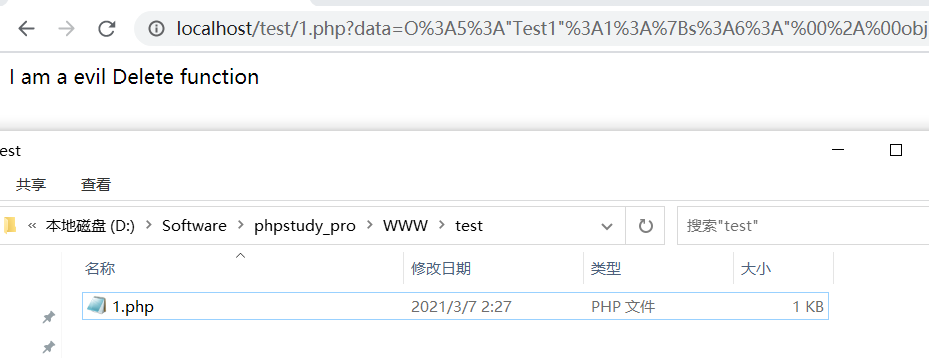 localhost/test/1.php?data=O%3A5%3A"Test1"%3A1%3A%7Bs%3A6%3A"%00%2A%00obj
I am a evil Delete function
est
共享 查看
« 本地磁盘 (D:) > Software > phpstudy_pro > WWW > test 搜索"test"
名称 修改日期 类型 大小
1.php 2021/3/7 2:27 PHP 文件 1 KB